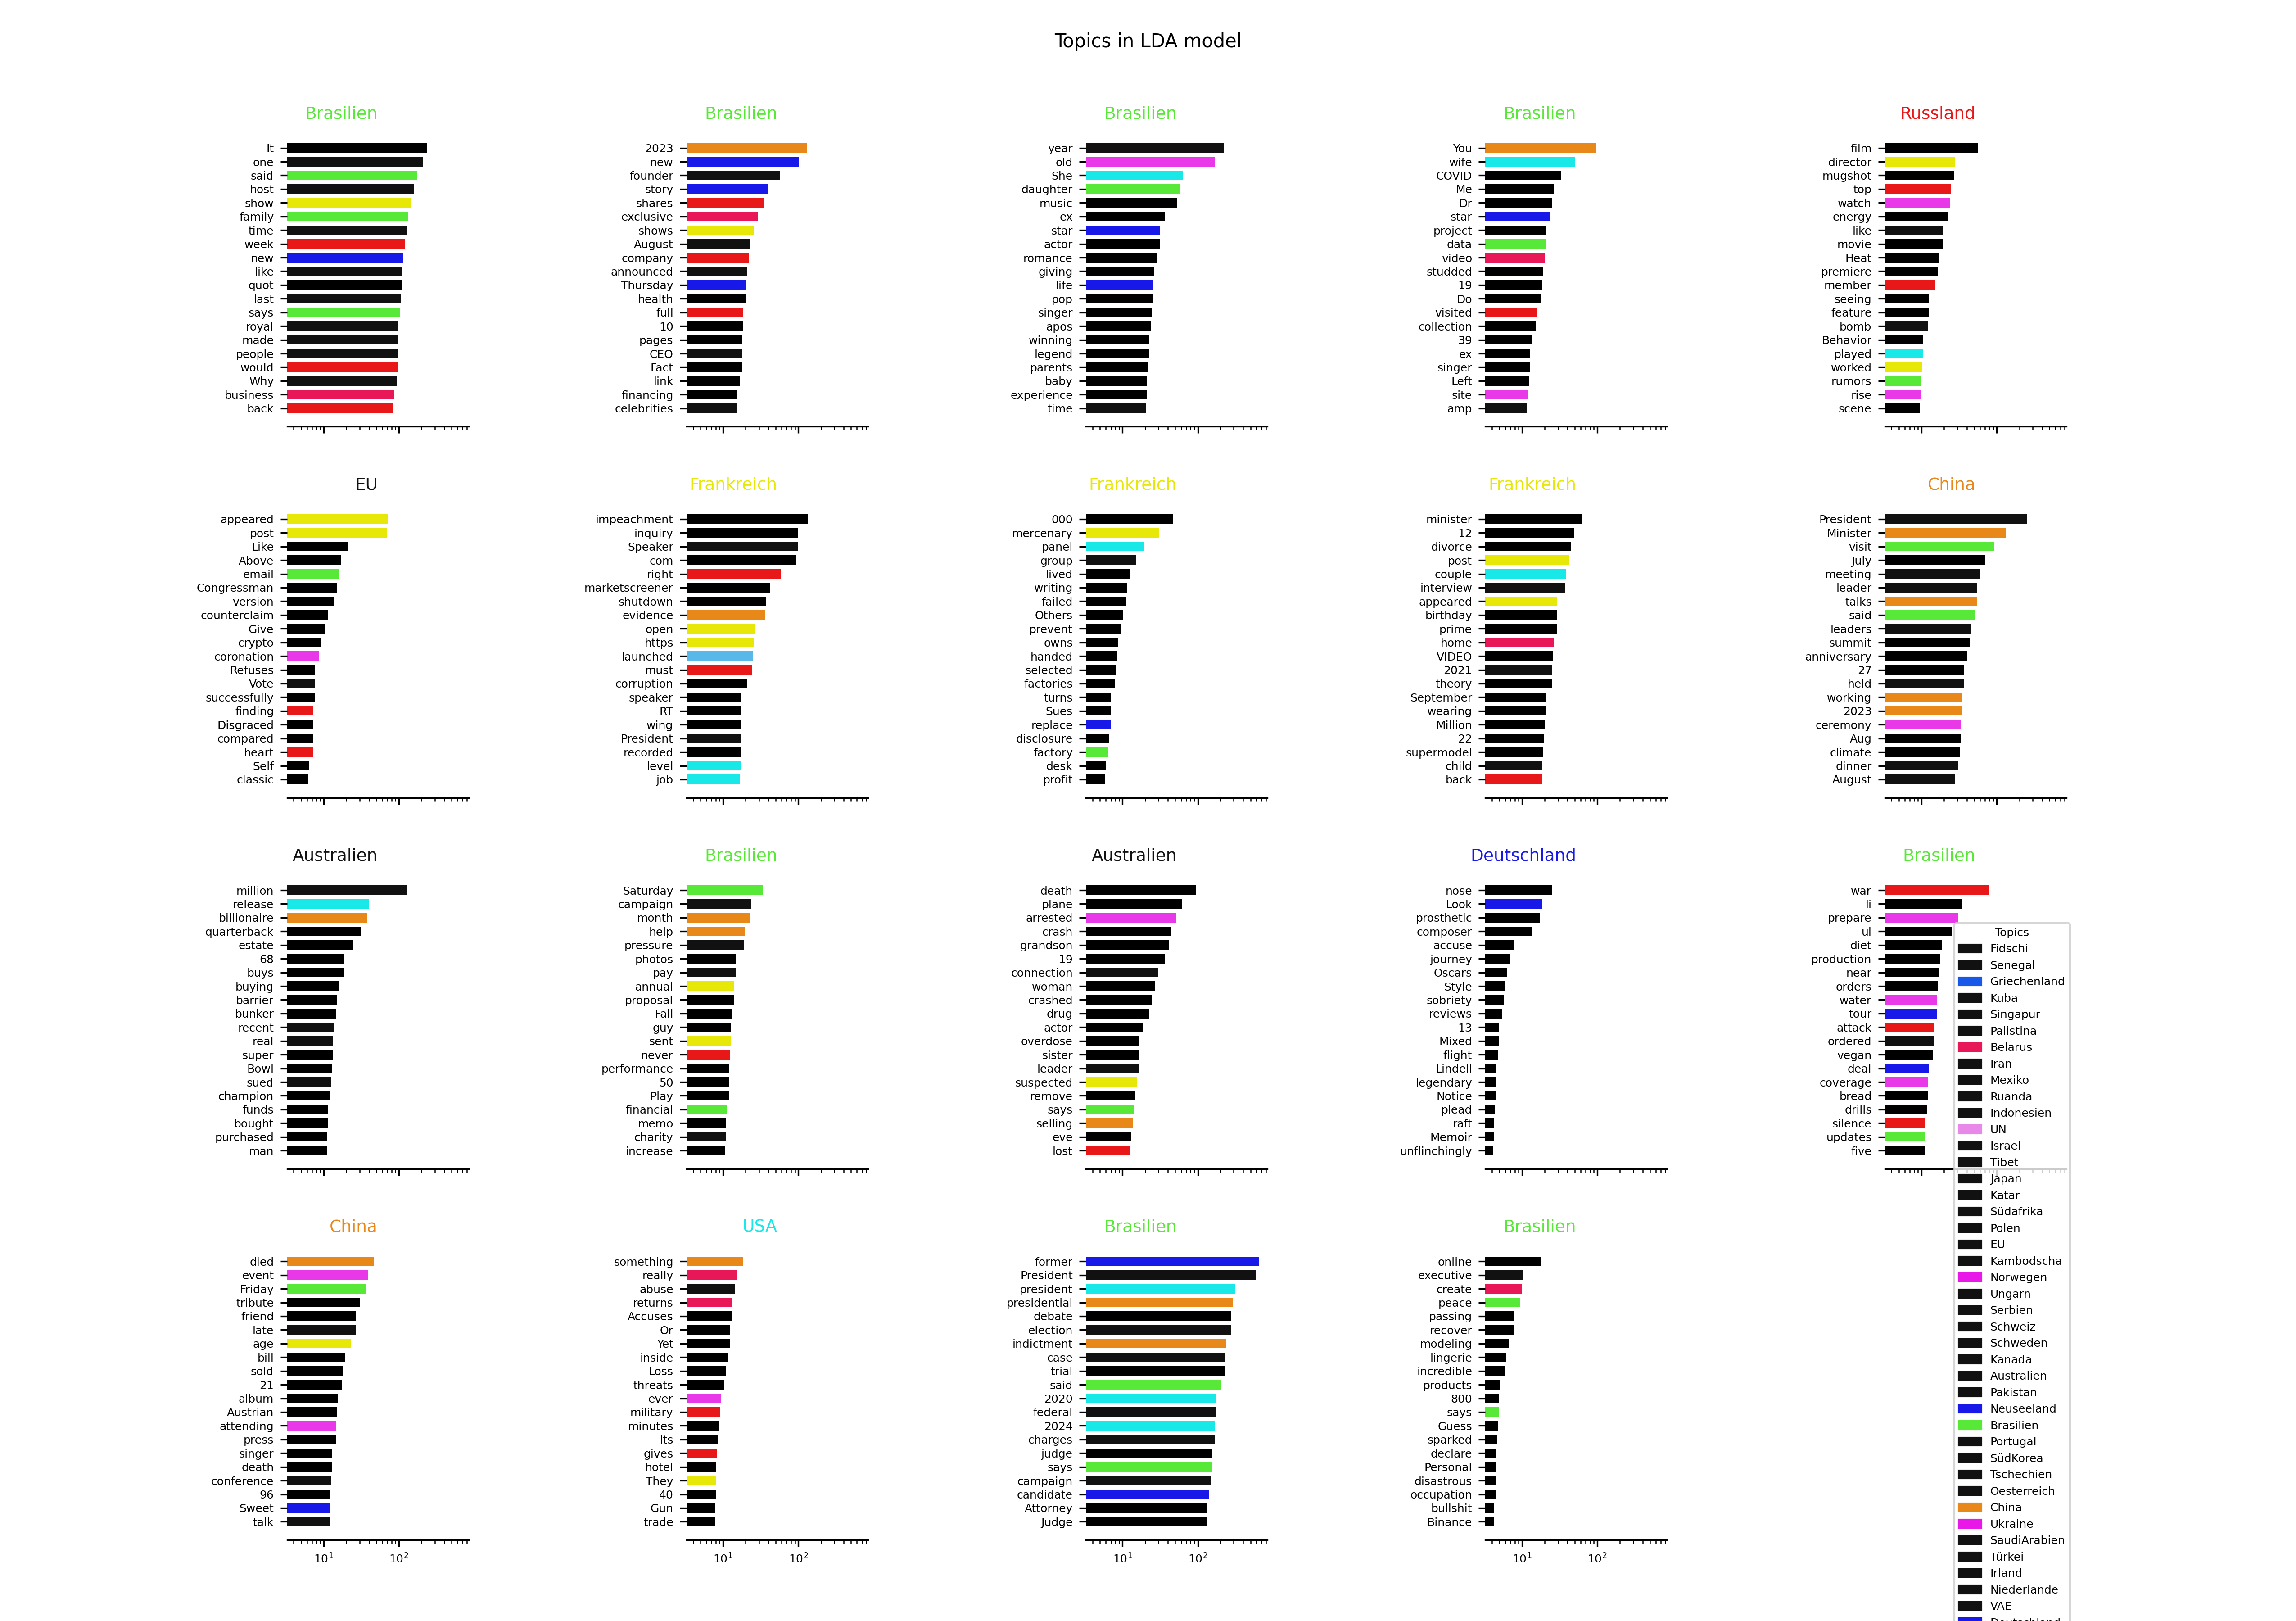 Topics in LDA model
Brasilien
It
one
said
host
show
family
time
week
new
like
quot
last
says
royal
made
people
would
Why
business
back
Brasilien
2023
new
founder
story
shares
exclusive
shows
August
company
announced
Thursday
health
full
10
pages
CEO
Fact
link
financing
celebrities
Brasilien
year
old
She
daughter
music
ex
star
actor
romance
giving
life
pop
singer
apos
winning
legend
parents
baby
experience
time
Brasilien
You
wife
COVID
Me
Dr
star
project
data
video
studded
19
Do
visited
collection
39
ex
singer
Left
site
amp
Russland
film
director
mugshot
top
watch
energy
like
movie
Heat
premiere
member
seeing
feature
bomb
Behavior
played
worked
rumors
rise
scene
EU
appeared
post
Like
Above
email
Congressman
version
counterclaim
Give
crypto
coronation
Refuses
Vote
successfully
finding
Disgraced
compared
heart
Self
classic
Frankreich
impeachment
inquiry
Speaker
com
right
marketscreener
shutdown
evidence
open
https
launched
must
corruption
speaker
RT
wing
President
recorded
level
job
Frankreich
000
mercenary
panel
group
lived
writing
failed
Others
prevent
owns
handed
selected
factories
turns
Sues
replace
disclosure
factory
desk
profit
Frankreich
minister
12
divorce
post
couple
interview
appeared
birthday
prime
home
VIDEO
2021
theory
September
wearing
Million
22
supermodel
child
back
China
President
Minister
visit
July
meeting
leader
talks
said
leaders
summit
anniversary
27
held
working
2023
ceremony
Aug
climate
dinner
August
Australien
million
release
billionaire
quarterback
estate
68
buys
buying
barrier
bunker
recent
real
super
Bowl
sued
champion
funds
bought
purchased
man
Brasilien
Saturday
campaign
month
help
pressure
photos
pay
annual
proposal
Fall
guy
sent
never
performance
50
Play
financial
memo
charity
increase
Australien
death
plane
arrested
crash
grandson
19
connection
woman
crashed
drug
actor
overdose
sister
leader
suspected
remove
says
selling
eve
lost
Deutschland
nose
Look
prosthetic
composer
accuse
journey
Oscars
Style
sobriety
reviews
13
Mixed
flight
Lindell
legendary
Notice
plead
raft
Memoir
unflinchingly
Brasilien
war
li
prepare
ul
diet
production
near
orders
water
tour
attack
ordered
vegan
deal
coverage
bread
drills
silence
updates
five
China
died
event
Friday
tribute
friend
late
age
bill
sold
21
album
Austrian
attending
press
singer
death
conference
96
Sweet
talk
10¹ 10²
USA
something
really
abuse
returns
Accuses
Or
Yet
inside
Loss
threats
ever
military
minutes
Its
gives
hotel
They
40
Gun
trade
10¹ 10²
Brasilien
former
President
president
presidential
debate
election
indictment
case
trial
said
2020
federal
2024
charges
judge
says
campaign
candidate
Attorney
Judge
10¹ 10²
Brasilien
online
executive
create
peace
passing
recover
modeling
lingerie
incredible
products
800
says
Guess
sparked
declare
Personal
disastrous
occupation
bullshit
Binance
10¹ 10²
Topics
Fidschi
Senegal
Griechenland
Kuba
Singapur
Palistina
Belarus
Iran
Mexiko
Ruanda
Indonesien
UN
Israel
Tibet
Japan
Katar
Südafrika
Polen
EU
Kambodscha
Norwegen
Ungarn
Serbien
Schweiz
Schweden
Kanada
Australien
Pakistan
Neuseeland
Brasilien
Portugal
SüdKorea
Tschechien
Oesterreich
China
Ukraine
SaudiArabien
Türkei
Irland
Niederlande
VAE